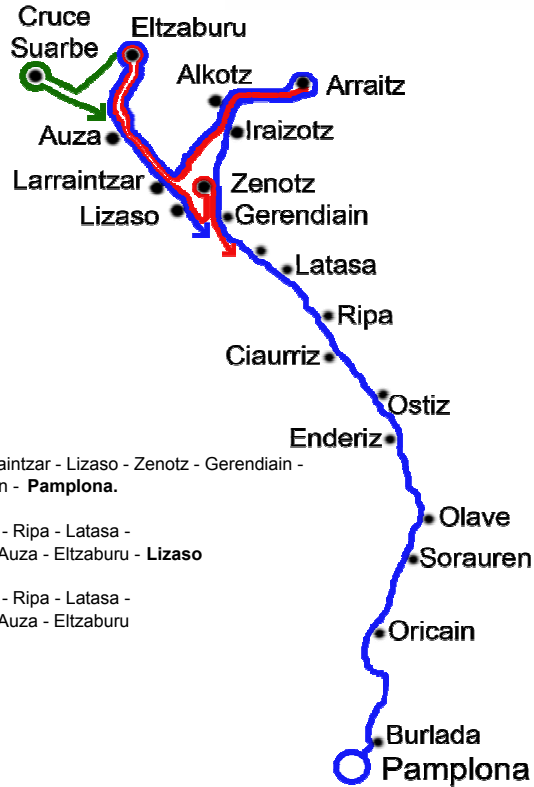 Cruce
Suarbe
Eltzaburu
Alkotz
Arraitz
Auza
Iraizotz
Larraintzar
Zenotz
Lizaso
Gerendiain
Latasa
Ripa
Ciaurriz
Ostiz
Enderiz
aintzar - Lizaso - Zenotz - Gerendiain -
n - Pamplona.
Olave
- Ripa - Latasa -
Auza - Eltzaburu - Lizaso
Sorauren
- Ripa - Latasa -
Auza - Eltzaburu
Oricain
Burlada
Pamplona